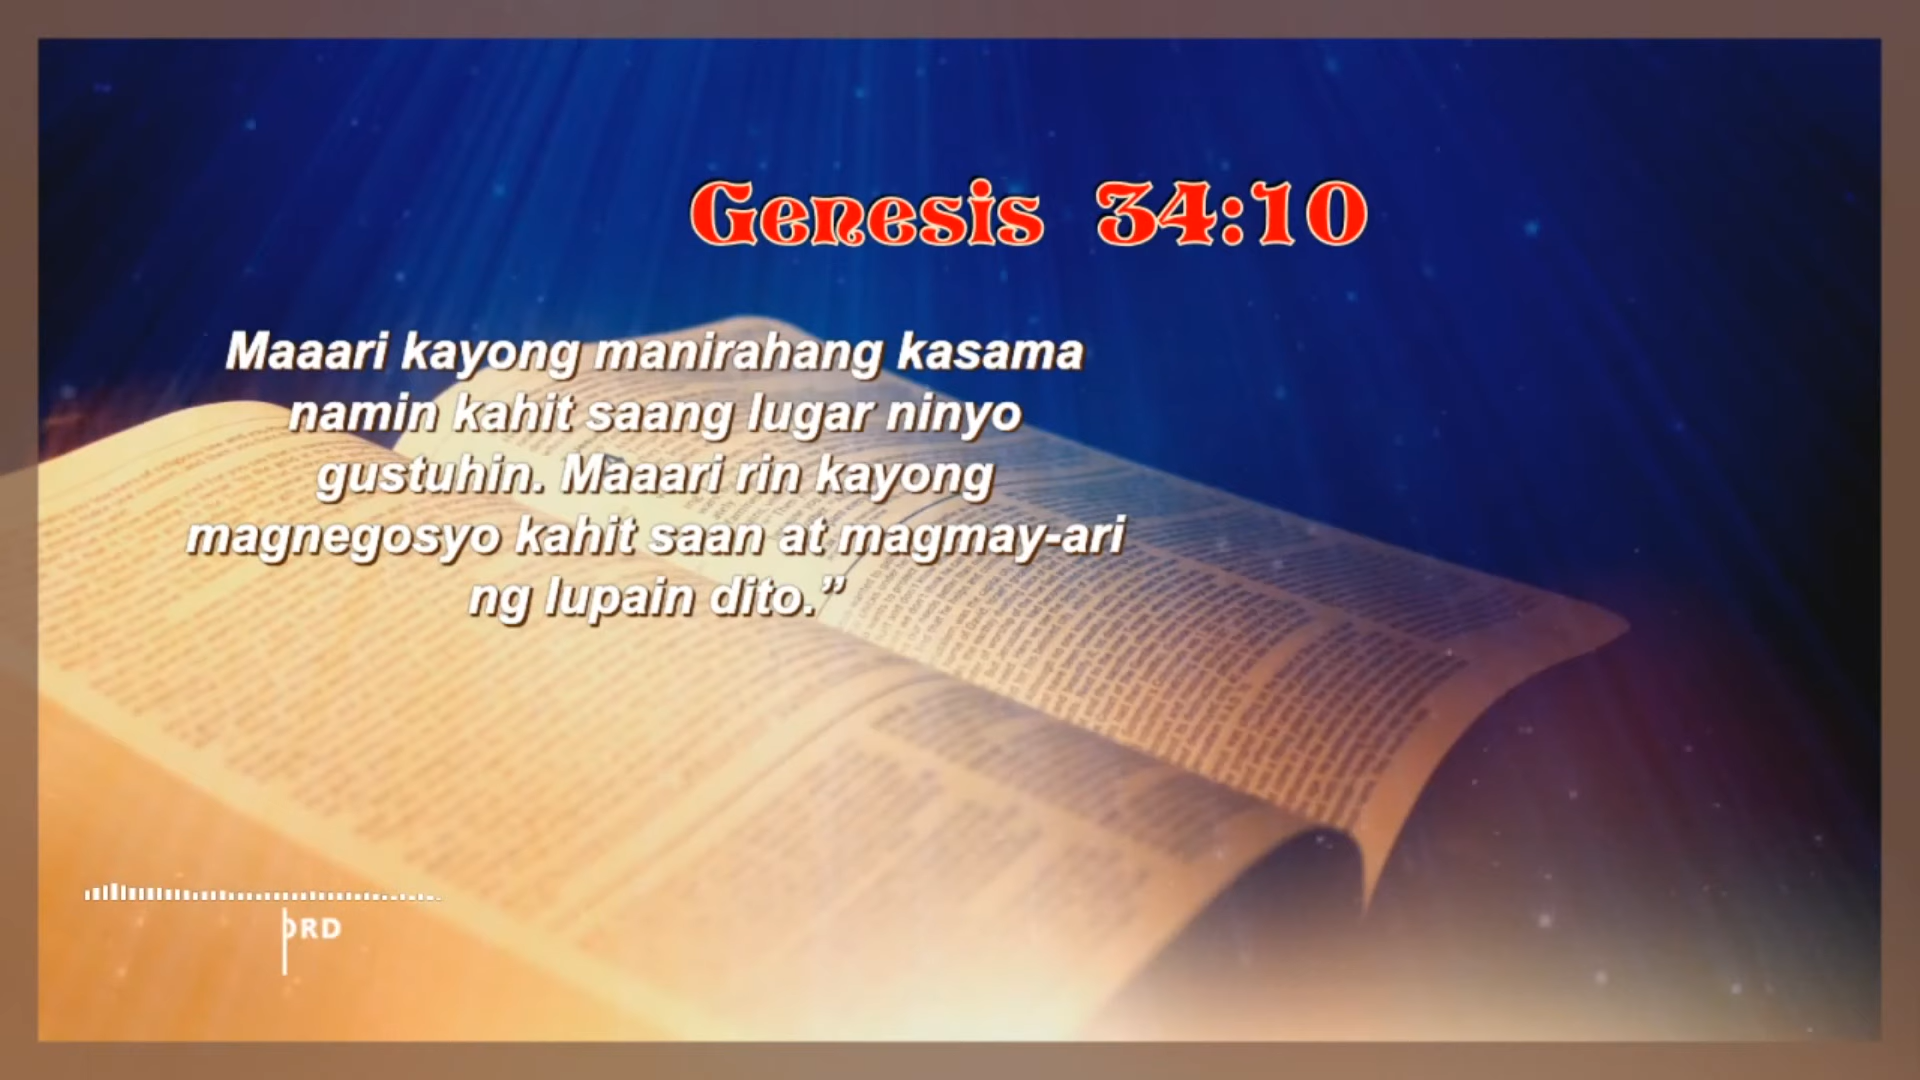 Genesis 34:10
Maaari kayong manirahang kasama
namin kahit saang lugar ninyo
gustuhin. Maaari rin kayong
magnegosyo kahit saan at magmay-ari
ng lupain dito.”